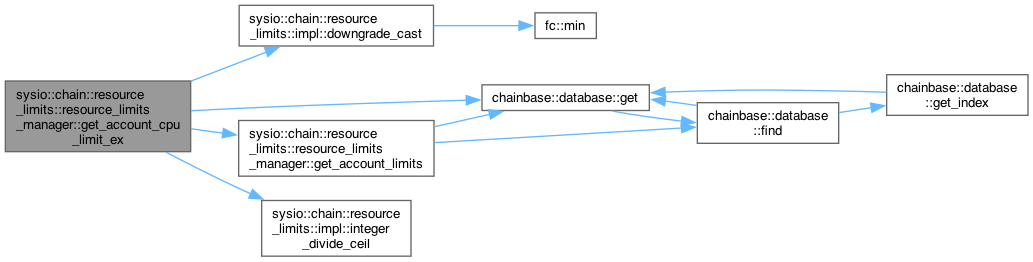 sysio::chain::resource
_limits::resource_limits
_manager::get_account_cpu
_limit_ex
sysio::chain::resource
_limits::impl::downgrade_cast
fc::min
chainbase::database::get
chainbase::database
::find
chainbase::database
::get_index
sysio::chain::resource
_limits::resource_limits
_manager::get_account_limits
sysio::chain::resource
_limits::impl::integer
_divide_ceil